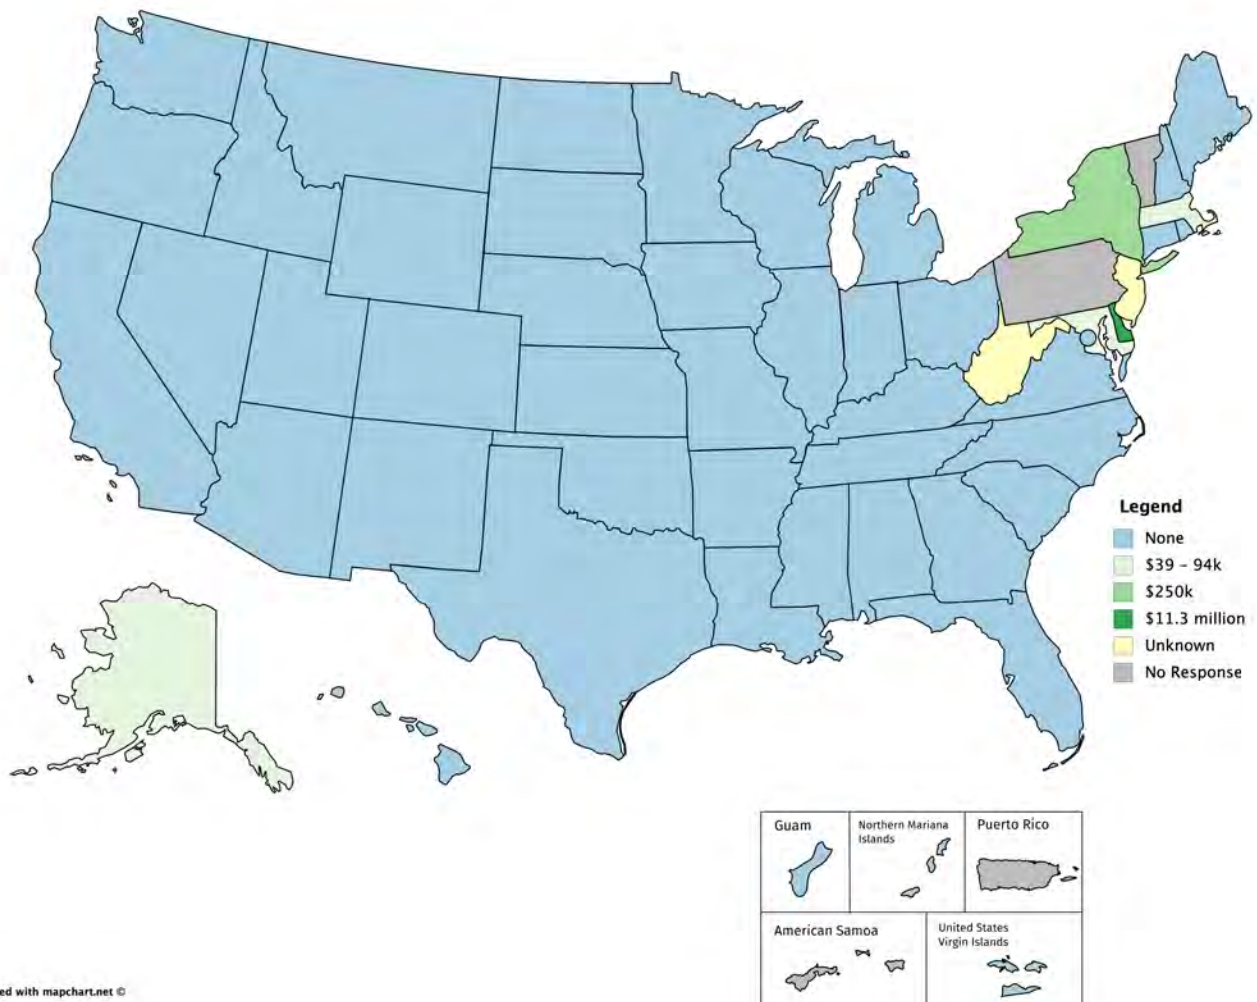 Legend
None
$39 – 94k
$250k
$11.3 million
Unknown
No Response
Guam
Northern Mariana
Islands
Puerto Rico
American Samoa
United States
Virgin Islands
ed with mapchart.net ©